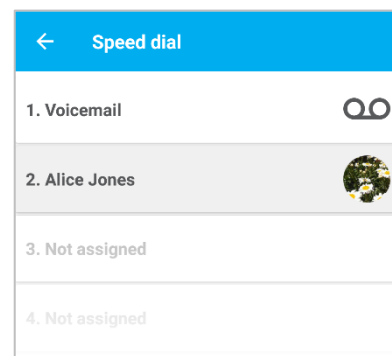 Speed dial
1. Voicemail
2. Alice Jones
3. Not assigned
4. Not assigned